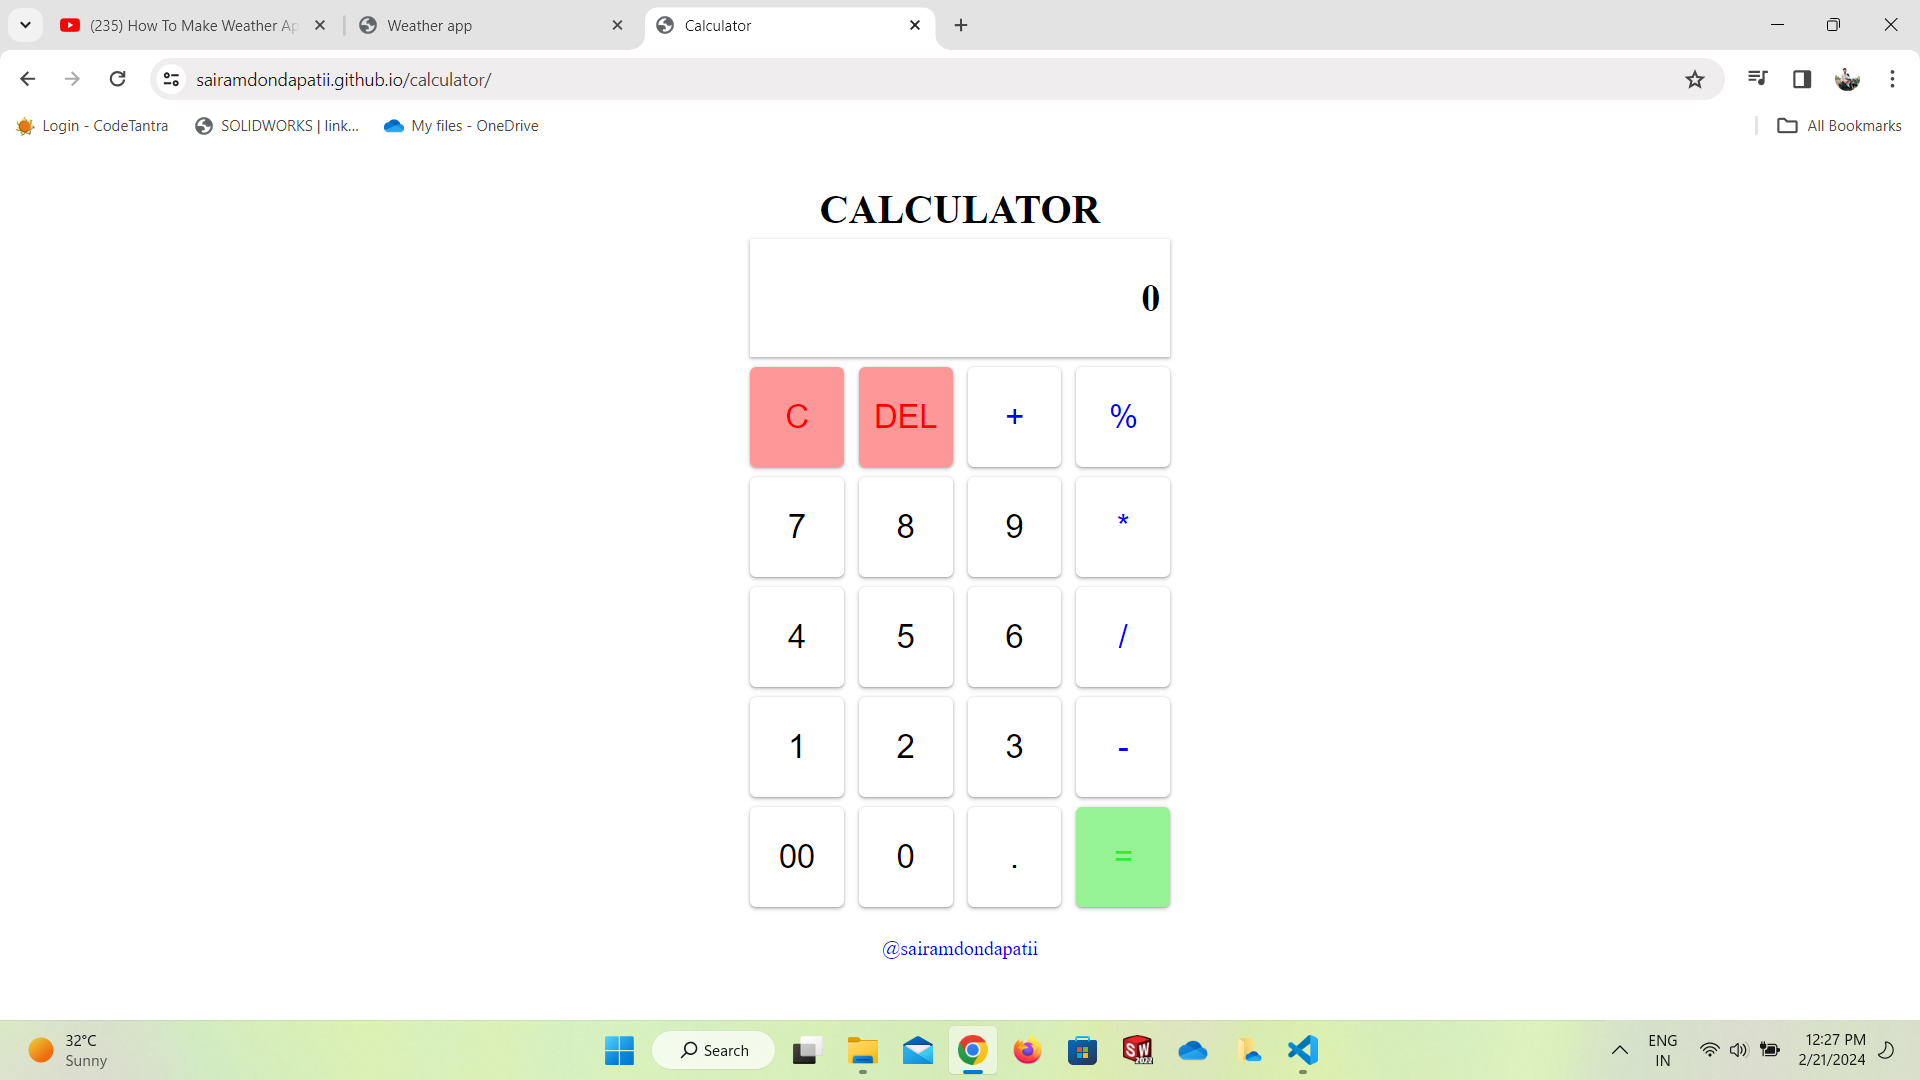 (235) How To Make Weather Ap
Weather app
Calculator
sairamdondapatii.github.io/calculator/
Login - CodeTantra
SOLIDWORKS | link...
My files - OneDrive
All Bookmarks
CALCULATOR
0
C DEL + %
7 8 9 *
4 5 6 /
1 2 3 -
00 0 . =
@sairamdondapatii
32°C
Sunny
Search
SW
2022
ENG
IN
12:27 PM
2/21/2024